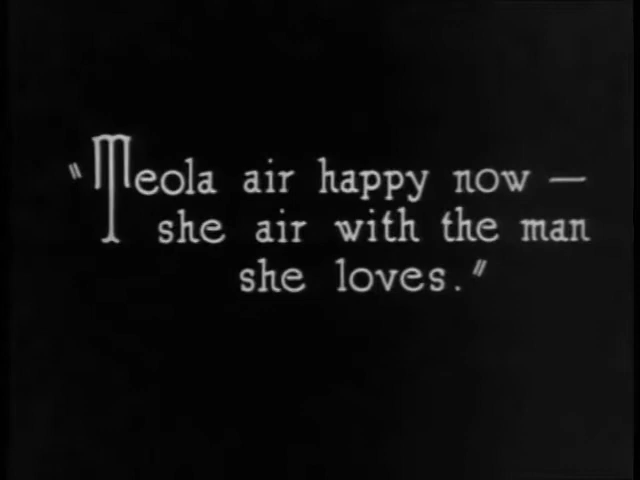 "Teola air happy now —
she air with the man
she loves."